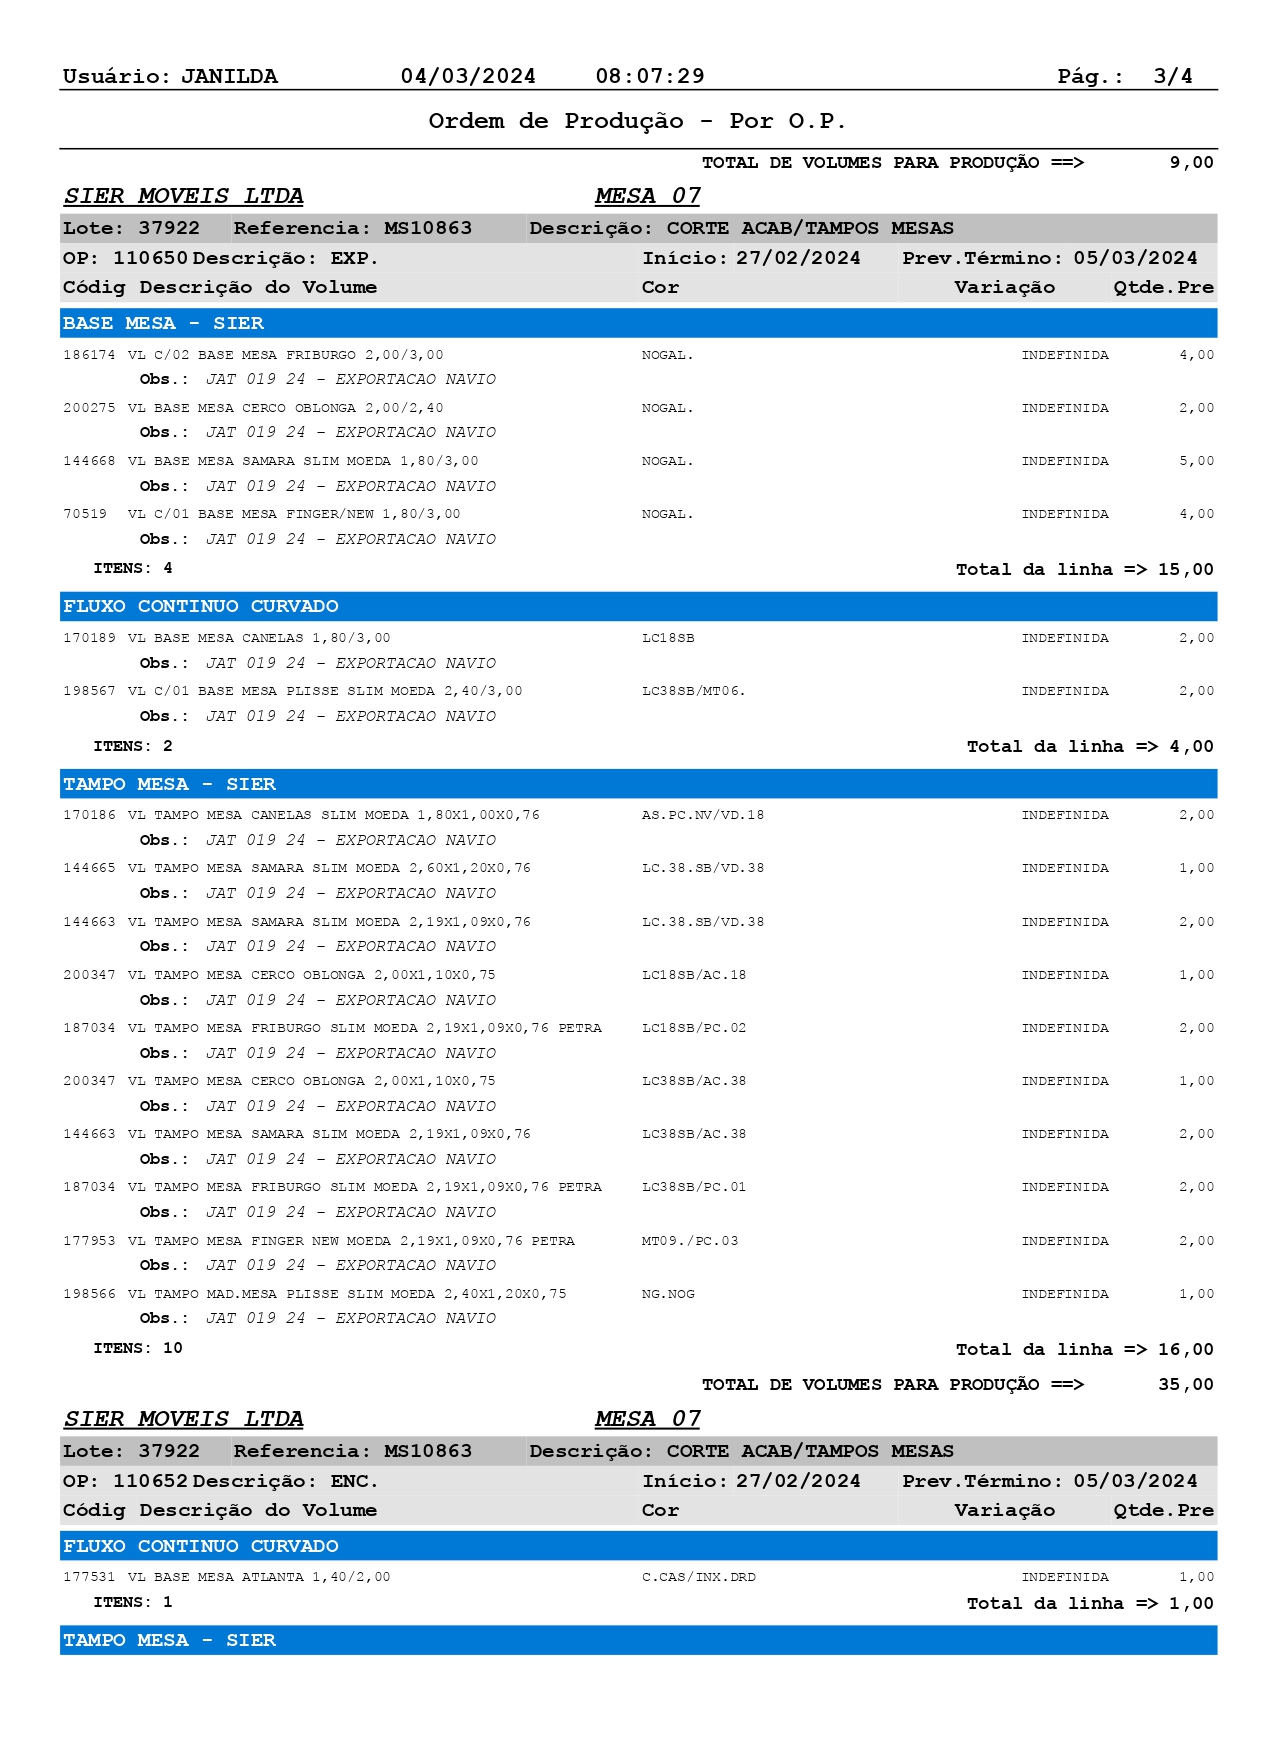 Usuário: JANILDA 04/03/2024 08:07:29 Pág.: 3/4
Ordem de Produção - Por O.P.
TOTAL DE VOLUMES PARA PRODUÇÃO ==> 9,00
SIER MOVEIS LTDA MESA 07
Lote: 37922 Referencia: MS10863 Descrição: CORTE ACAB/TAMPOS MESAS
OP: 110650 Descrição: EXP. Início: 27/02/2024 Prev.Término: 05/03/2024
Códig Descrição do Volume Cor Variação Qtde.Pre
BASE MESA - SIER
186174 VL C/02 BASE MESA FRIBURGO 2,00/3,00 NOGAL. INDEFINIDA 4,00
Obs.: JAT 019 24 - EXPORTACAO NAVIO
200275 VL BASE MESA CERCO OBLONGA 2,00/2,40 NOGAL. INDEFINIDA 2,00
Obs.: JAT 019 24 - EXPORTACAO NAVIO
144668 VL BASE MESA SAMARA SLIM MOEDA 1,80/3,00 NOGAL. INDEFINIDA 5,00
Obs.: JAT 019 24 - EXPORTACAO NAVIO
70519 VL C/01 BASE MESA FINGER/NEW 1,80/3,00 NOGAL. INDEFINIDA 4,00
Obs.: JAT 019 24 - EXPORTACAO NAVIO
ITENS: 4 Total da linha => 15,00
FLUXO CONTINUO CURVADO
170189 VL BASE MESA CANELAS 1,80/3,00 LC18SB INDEFINIDA 2,00
Obs.: JAT 019 24 - EXPORTACAO NAVIO
198567 VL C/01 BASE MESA PLISSE SLIM MOEDA 2,40/3,00 LC38SB/MT06. INDEFINIDA 2,00
Obs.: JAT 019 24 - EXPORTACAO NAVIO
ITENS: 2 Total da linha => 4,00
TAMPO MESA - SIER
170186 VL TAMPO MESA CANELAS SLIM MOEDA 1,80X1,00X0,76 AS.PC.NV/VD.18 INDEFINIDA 2,00
Obs.: JAT 019 24 - EXPORTACAO NAVIO
144665 VL TAMPO MESA SAMARA SLIM MOEDA 2,60X1,20X0,76 LC.38.SB/VD.38 INDEFINIDA 1,00
Obs.: JAT 019 24 - EXPORTACAO NAVIO
144663 VL TAMPO MESA SAMARA SLIM MOEDA 2,19X1,09X0,76 LC.38.SB/VD.38 INDEFINIDA 2,00
Obs.: JAT 019 24 - EXPORTACAO NAVIO
200347 VL TAMPO MESA CERCO OBLONGA 2,00X1,10X0,75 LC18SB/AC.18 INDEFINIDA 1,00
Obs.: JAT 019 24 - EXPORTACAO NAVIO
187034 VL TAMPO MESA FRIBURGO SLIM MOEDA 2,19X1,09X0,76 PETRA LC18SB/PC.02 INDEFINIDA 2,00
Obs.: JAT 019 24 - EXPORTACAO NAVIO
200347 VL TAMPO MESA CERCO OBLONGA 2,00X1,10X0,75 LC38SB/AC.38 INDEFINIDA 1,00
Obs.: JAT 019 24 - EXPORTACAO NAVIO
144663 VL TAMPO MESA SAMARA SLIM MOEDA 2,19X1,09X0,76 LC38SB/AC.38 INDEFINIDA 2,00
Obs.: JAT 019 24 - EXPORTACAO NAVIO
187034 VL TAMPO MESA FRIBURGO SLIM MOEDA 2,19X1,09X0,76 PETRA LC38SB/PC.01 INDEFINIDA 2,00
Obs.: JAT 019 24 - EXPORTACAO NAVIO
177953 VL TAMPO MESA FINGER NEW MOEDA 2,19X1,09X0,76 PETRA MT09./PC.03 INDEFINIDA 2,00
Obs.: JAT 019 24 - EXPORTACAO NAVIO
198566 VL TAMPO MAD.MESA PLISSE SLIM MOEDA 2,40X1,20X0,75 NG.NOG INDEFINIDA 1,00
Obs.: JAT 019 24 - EXPORTACAO NAVIO
ITENS: 10 Total da linha => 16,00
TOTAL DE VOLUMES PARA PRODUÇÃO ==> 35,00
SIER MOVEIS LTDA MESA 07
Lote: 37922 Referencia: MS10863 Descrição: CORTE ACAB/TAMPOS MESAS
OP: 110652 Descrição: ENC. Início: 27/02/2024 Prev.Término: 05/03/2024
Códig Descrição do Volume Cor Variação Qtde.Pre
FLUXO CONTINUO CURVADO
177531 VL BASE MESA ATLANTA 1,40/2,00 C.CAS/INX.DRD INDEFINIDA 1,00
ITENS: 1 Total da linha => 1,00
TAMPO MESA - SIER